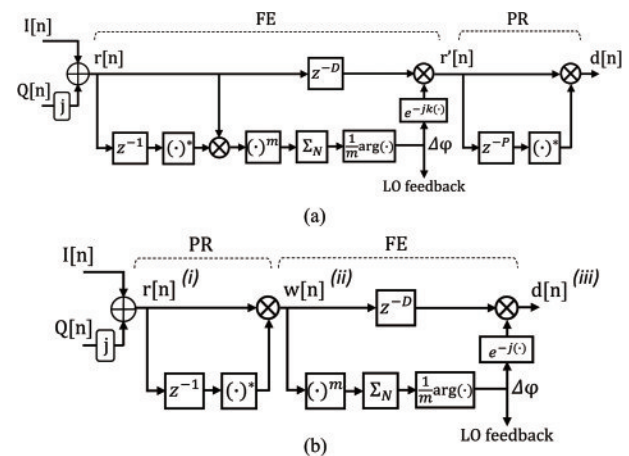 FE
PR
I[n]
r[n]
z⁻ᴰ
r'[n]
d[n]
Q[n]
j
e^{-jk(·)}
z⁻¹
(·)*
(·)ᵐ
Σ_N
1/m arg(·)
Δφ
z⁻ᴾ
(·)*
LO feedback
(a)
PR
FE
I[n]
r[n] (i)
w[n] (ii)
z⁻ᴰ
d[n] (iii)
Q[n]
j
e^{-j(·)}
z⁻¹
(·)*
(·)ᵐ
Σ_N
1/m arg(·)
Δφ
LO feedback
(b)